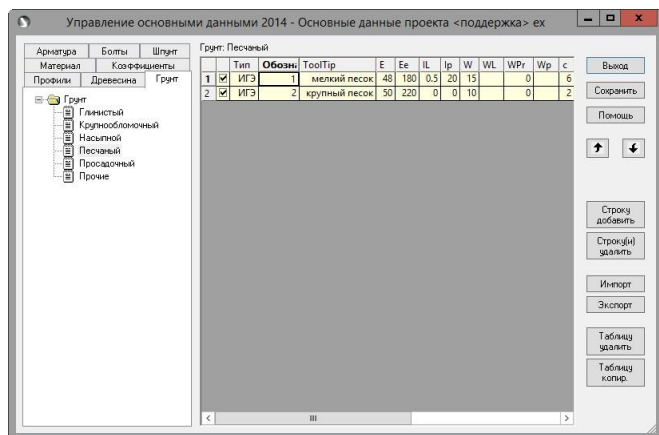 Управление основными данными 2014 - Основные данные проекта <поддержка> ex
Арматура Болты Шпунт
Материал Коэффициенты
Профили Древесина Грунт
Грунт
Глинистый
Крупнообломочный
Насыпной
Песчаный
Просадочный
Прочие
Грунт: Песчаный
Тип Обозна ToolTip E Ee IL Ip W WL WPr Wp c
1 ИГЭ 1 мелкий песок 48 180 0.5 20 15 0 6
2 ИГЭ 2 крупный песок 50 220 0 0 10 0 2
Выход
Сохранить
Помощь
Строку
добавить
Строку(и)
удалить
Импорт
Экспорт
Таблицу
удалить
Таблицу
копир.